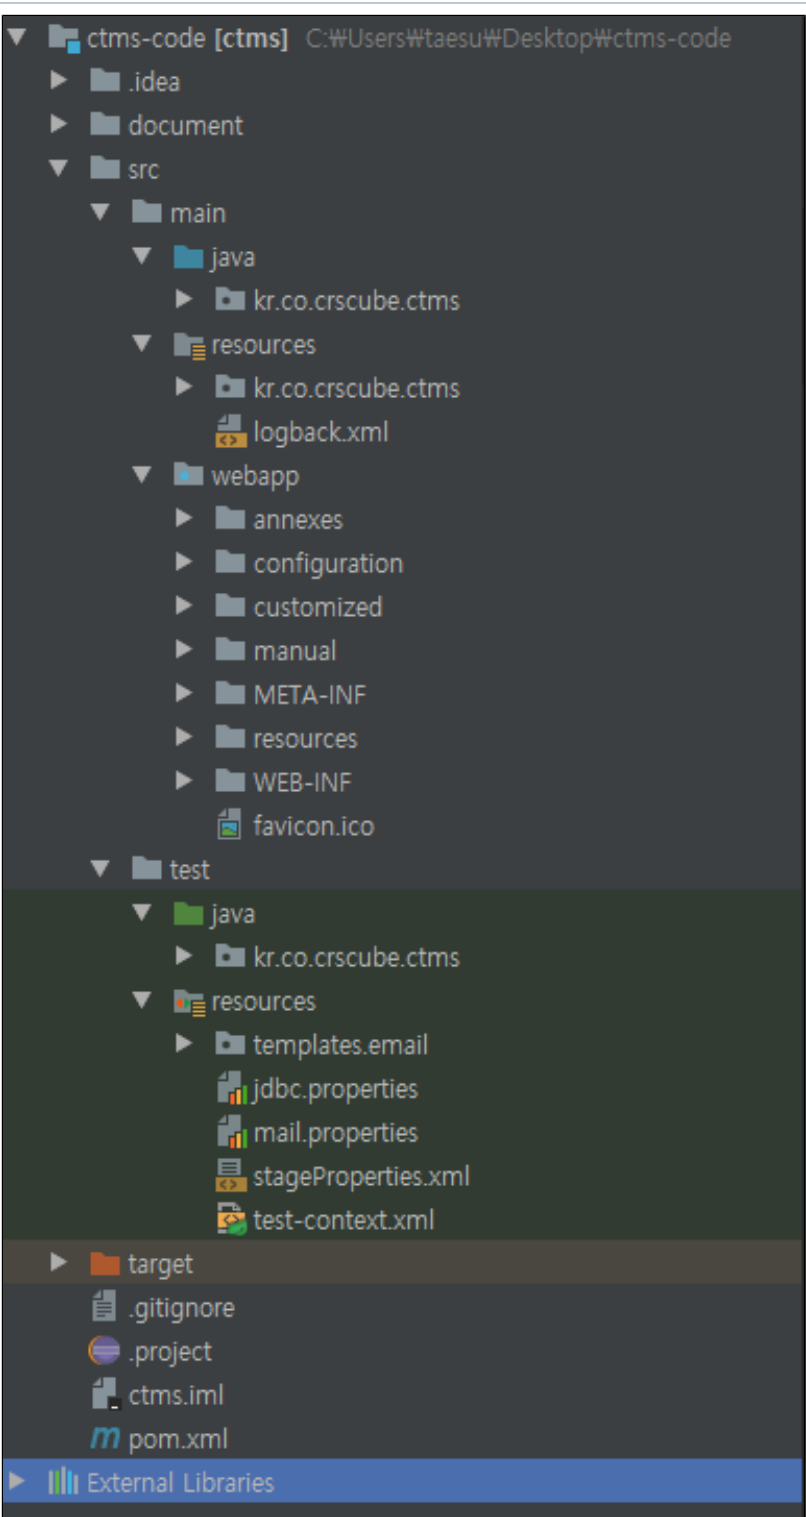 ctms-code [ctms] C:₩Users₩taesu₩Desktop₩ctms-code
.idea
document
src
main
java
kr.co.crscube.ctms
resources
kr.co.crscube.ctms
logback.xml
webapp
annexes
configuration
customized
manual
META-INF
resources
WEB-INF
favicon.ico
test
java
kr.co.crscube.ctms
resources
templates.email
jdbc.properties
mail.properties
stageProperties.xml
test-context.xml
target
.gitignore
.project
ctms.iml
pom.xml
External Libraries